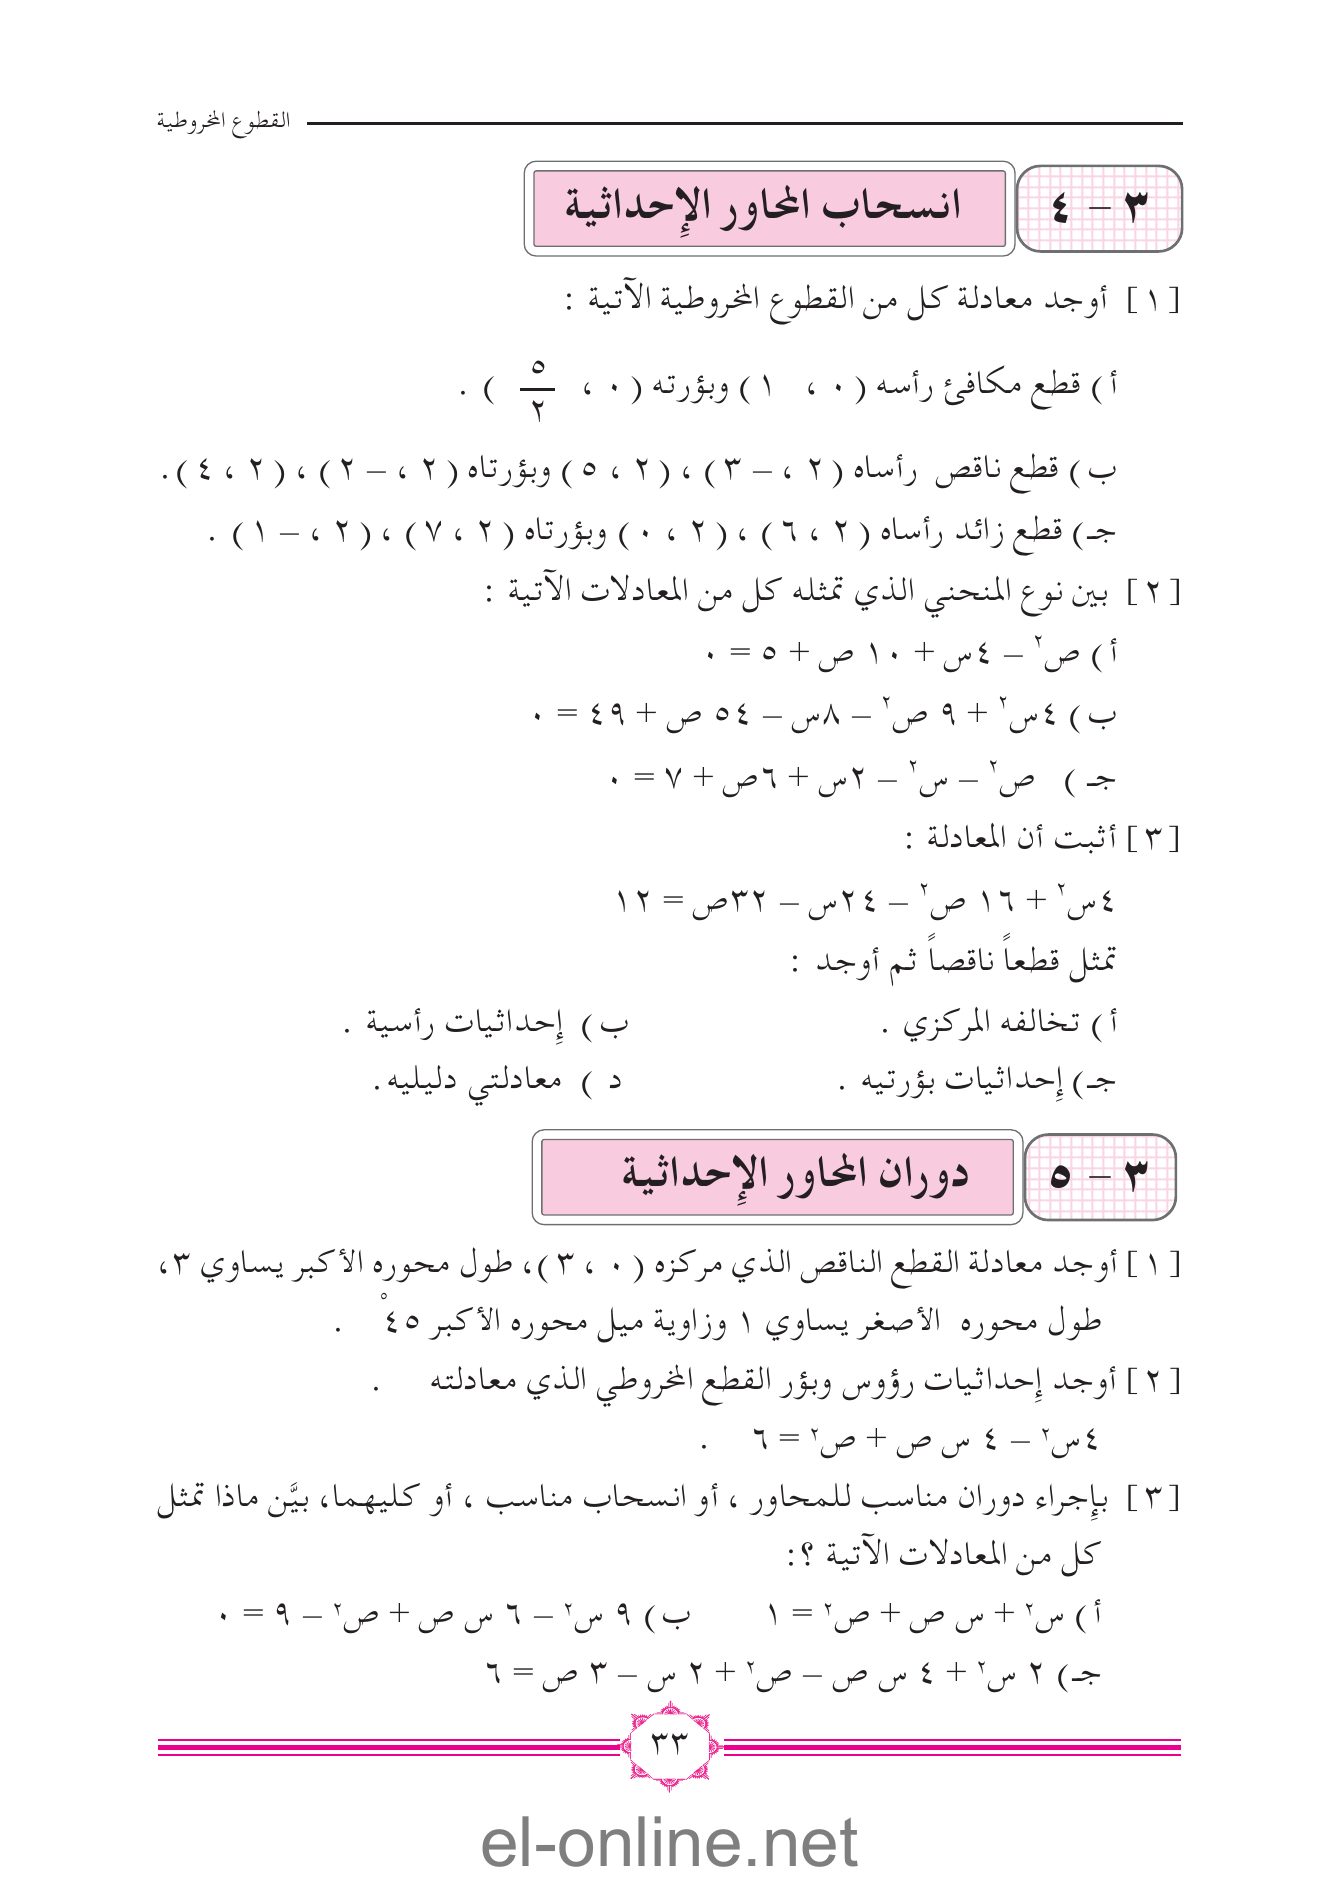 القطوع المخروطية
٣ – ٤ انسحاب المحاور الإحداثية
[ ١ ] أوجد معادلة كل من القطوع المخروطية الآتية :
أ ) قطع مكافئ رأسه ( ٠ ، ١ ) وبؤرته ( ٠ ، ٥/٢ ) .
ب ) قطع ناقص رأساه ( ٢ ، – ٣ ) ، ( ٢ ، ٥ ) وبؤرتاه ( ٢ ، – ٢ ) ، ( ٢ ، ٤ ) .
جـ ) قطع زائد رأساه ( ٢ ، ٦ ) ، ( ٢ ، ٠ ) وبؤرتاه ( ٢ ، ٧ ) ، ( ٢ ، – ١ ) .
[ ٢ ] بين نوع المنحني الذي تمثله كل من المعادلات الآتية :
أ ) ص٢ – ٤س + ١٠ ص + ٥ = ٠
ب ) ٤س٢ + ٩ ص٢ – ٨س – ٥٤ ص + ٤٩ = ٠
جـ ) ص٢ – س٢ – ٢س + ٦ص + ٧ = ٠
[ ٣ ] أثبت أن المعادلة :
٤س٢ + ١٦ ص٢ – ٢٤س – ٣٢ص = ١٢
تمثل قطعاً ناقصاً ثم أوجد :
أ ) تخالفه المركزي . ب ) إحداثيات رأسية .
جـ ) إحداثيات بؤرتيه . د ) معادلتي دليليه .
٣ – ٥ دوران المحاور الإحداثية
[ ١ ] أوجد معادلة القطع الناقص الذي مركزه ( ٠ ، ٣ )، طول محوره الأكبر يساوي ٣،
طول محوره الأصغر يساوي ١ وزاوية ميل محوره الأكبر ٤٥° .
[ ٢ ] أوجد إحداثيات رؤوس وبؤر القطع المخروطي الذي معادلته .
٤س٢ – ٤ س ص + ص٢ = ٦ .
[ ٣ ] بإجراء دوران مناسب للمحاور ، أو انسحاب مناسب ، أو كليهما، بيَّن ماذا تمثل
كل من المعادلات الآتية ؟:
أ ) س٢ + س ص + ص٢ = ١ ب ) ٩ س٢ – ٦ س ص + ص٢ – ٩ = ٠
جـ ) ٢ س٢ + ٤ س ص – ص٢ + ٢ س – ٣ ص = ٦
٣٣
el-online.net